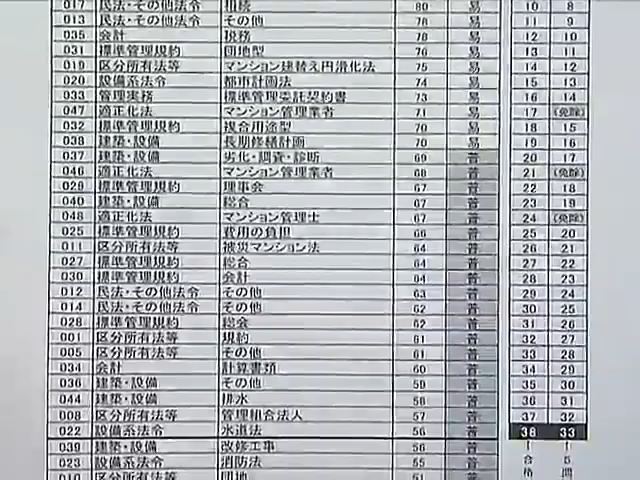 017 民法・その他法令 相続 80 易 10 8
013 民法・その他法令 その他 78 易 11 9
035 会計 税務 78 易 12 10
031 標準管理規約 団地型 76 易 13 11
019 区分所有法等 マンション建替え円滑化法 75 易 14 12
020 設備系法令 都市計画法 74 易 15 13
033 管理実務 標準管理委託契約書 73 易 16 14
047 適正化法 マンション管理業者 71 易 17 (免除)
032 標準管理規約 複合用途型 70 易 18 15
038 建築・設備 長期修繕計画 70 易 19 16
037 建築・設備 劣化・調査・診断 69 普 20 17
046 適正化法 マンション管理業者 68 普 21 (免除)
029 標準管理規約 理事会 67 普 22 18
040 建築・設備 総合 67 普 23 19
048 適正化法 マンション管理士 67 普 24 (免除)
025 標準管理規約 費用の負担 66 普 25 20
011 区分所有法等 被災マンション法 64 普 26 21
027 標準管理規約 総合 64 普 27 22
030 標準管理規約 会計 64 普 28 23
012 民法・その他法令 その他 63 普 29 24
014 民法・その他法令 その他 62 普 30 25
028 標準管理規約 総会 62 普 31 26
001 区分所有法等 規約 61 普 32 27
005 区分所有法等 その他 61 普 33 28
034 会計 計算書類 60 普 34 29
036 建築・設備 その他 59 普 35 30
044 建築・設備 排水 58 普 36 31
008 区分所有法等 管理組合法人 57 普 37 32
022 設備系法令 水道法 56 普 38 33
039 建築・設備 改修工事 56 普
023 設備系法令 消防法 55 普
010 区分所有法等 団地 51 普
合格
5問